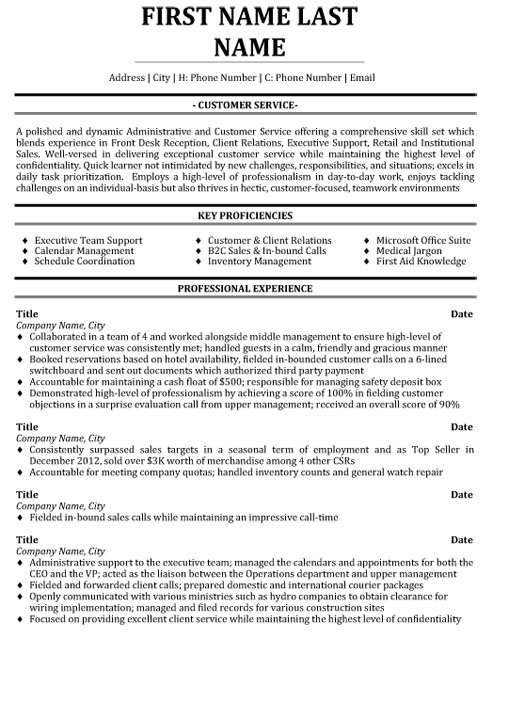 FIRST NAME LAST
NAME
Address | City | H: Phone Number | C: Phone Number | Email
- CUSTOMER SERVICE-
A polished and dynamic Administrative and Customer Service offering a comprehensive skill set which
blends experience in Front Desk Reception, Client Relations, Executive Support, Retail and Institutional
Sales. Well-versed in delivering exceptional customer service while maintaining the highest level of
confidentiality. Quick learner not intimidated by new challenges, responsibilities, and situations; excels in
daily task prioritization. Employs a high-level of professionalism in day-to-day work, enjoys tackling
challenges on an individual-basis but also thrives in hectic, customer-focused, teamwork environments
KEY PROFICIENCIES
♦ Executive Team Support ♦ Customer & Client Relations ♦ Microsoft Office Suite
♦ Calendar Management ♦ B2C Sales & In-bound Calls ♦ Medical Jargon
♦ Schedule Coordination ♦ Inventory Management ♦ First Aid Knowledge
PROFESSIONAL EXPERIENCE
Title Date
Company Name, City
♦ Collaborated in a team of 4 and worked alongside middle management to ensure high-level of
customer service was consistently met; handled guests in a calm, friendly and gracious manner
♦ Booked reservations based on hotel availability, fielded in-bounded customer calls on a 6-lined
switchboard and sent out documents which authorized third party payment
♦ Accountable for maintaining a cash float of $500; responsible for managing safety deposit box
♦ Demonstrated high-level of professionalism by achieving a score of 100% in fielding customer
objections in a surprise evaluation call from upper management; received an overall score of 90%
Title Date
Company Name, City
♦ Consistently surpassed sales targets in a seasonal term of employment and as Top Seller in
December 2012, sold over $3K worth of merchandise among 4 other CSRs
♦ Accountable for meeting company quotas; handled inventory counts and general watch repair
Title Date
Company Name, City
♦ Fielded in-bound sales calls while maintaining an impressive call-time
Title Date
Company Name, City
♦ Administrative support to the executive team; managed the calendars and appointments for both the
CEO and the VP; acted as the liaison between the Operations department and upper management
♦ Fielded and forwarded client calls; prepared domestic and international courier packages
♦ Openly communicated with various ministries such as hydro companies to obtain clearance for
wiring implementation; managed and filed records for various construction sites
♦ Focused on providing excellent client service while maintaining the highest level of confidentiality